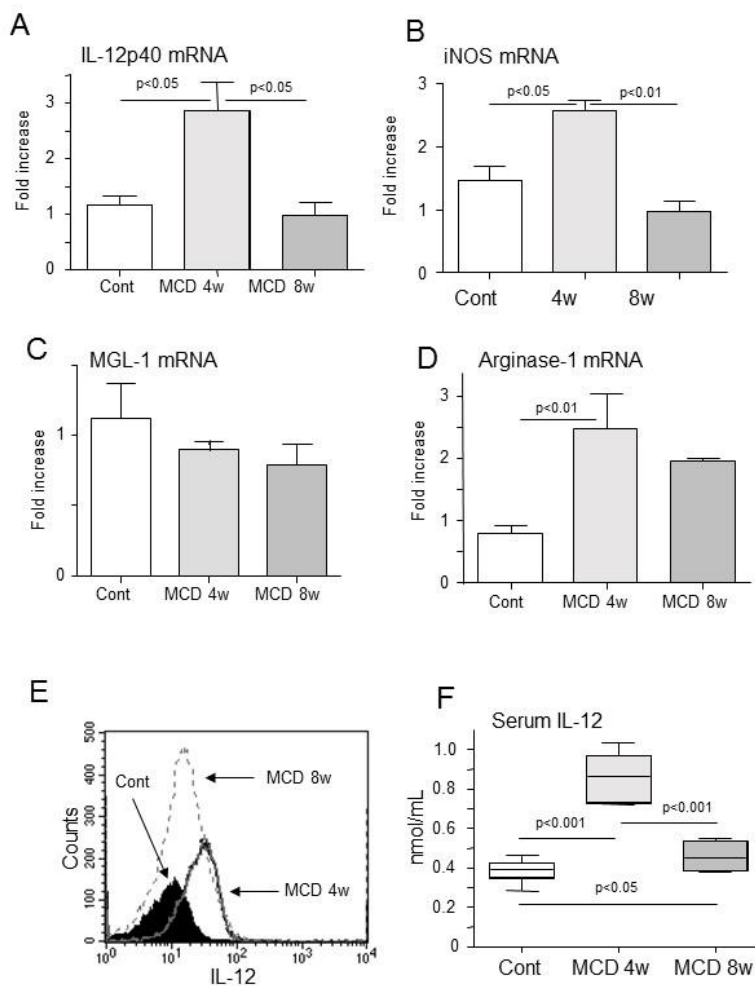 A
IL-12p40 mRNA
p<0.05 p<0.05
Fold increase
3
2
1
0
Cont MCD 4w MCD 8w
B
iNOS mRNA
p<0.05 p<0.01
Fold increase
3
2
1
0
Cont 4w 8w
C
MGL-1 mRNA
Fold increase
1
0
Cont MCD 4w MCD 8w
D
Arginase-1 mRNA
p<0.01
Fold increase
3
2
1
0
Cont MCD 4w MCD 8w
E
Counts
500
400
300
200
100
0
Cont
MCD 8w
MCD 4w
10⁰ 10¹ 10² 10³ 10⁴
IL-12
F
Serum IL-12
nmol/mL
1.0
0.8
0.6
0.4
0.2
0
p<0.001
p<0.001
p<0.05
Cont MCD 4w MCD 8w